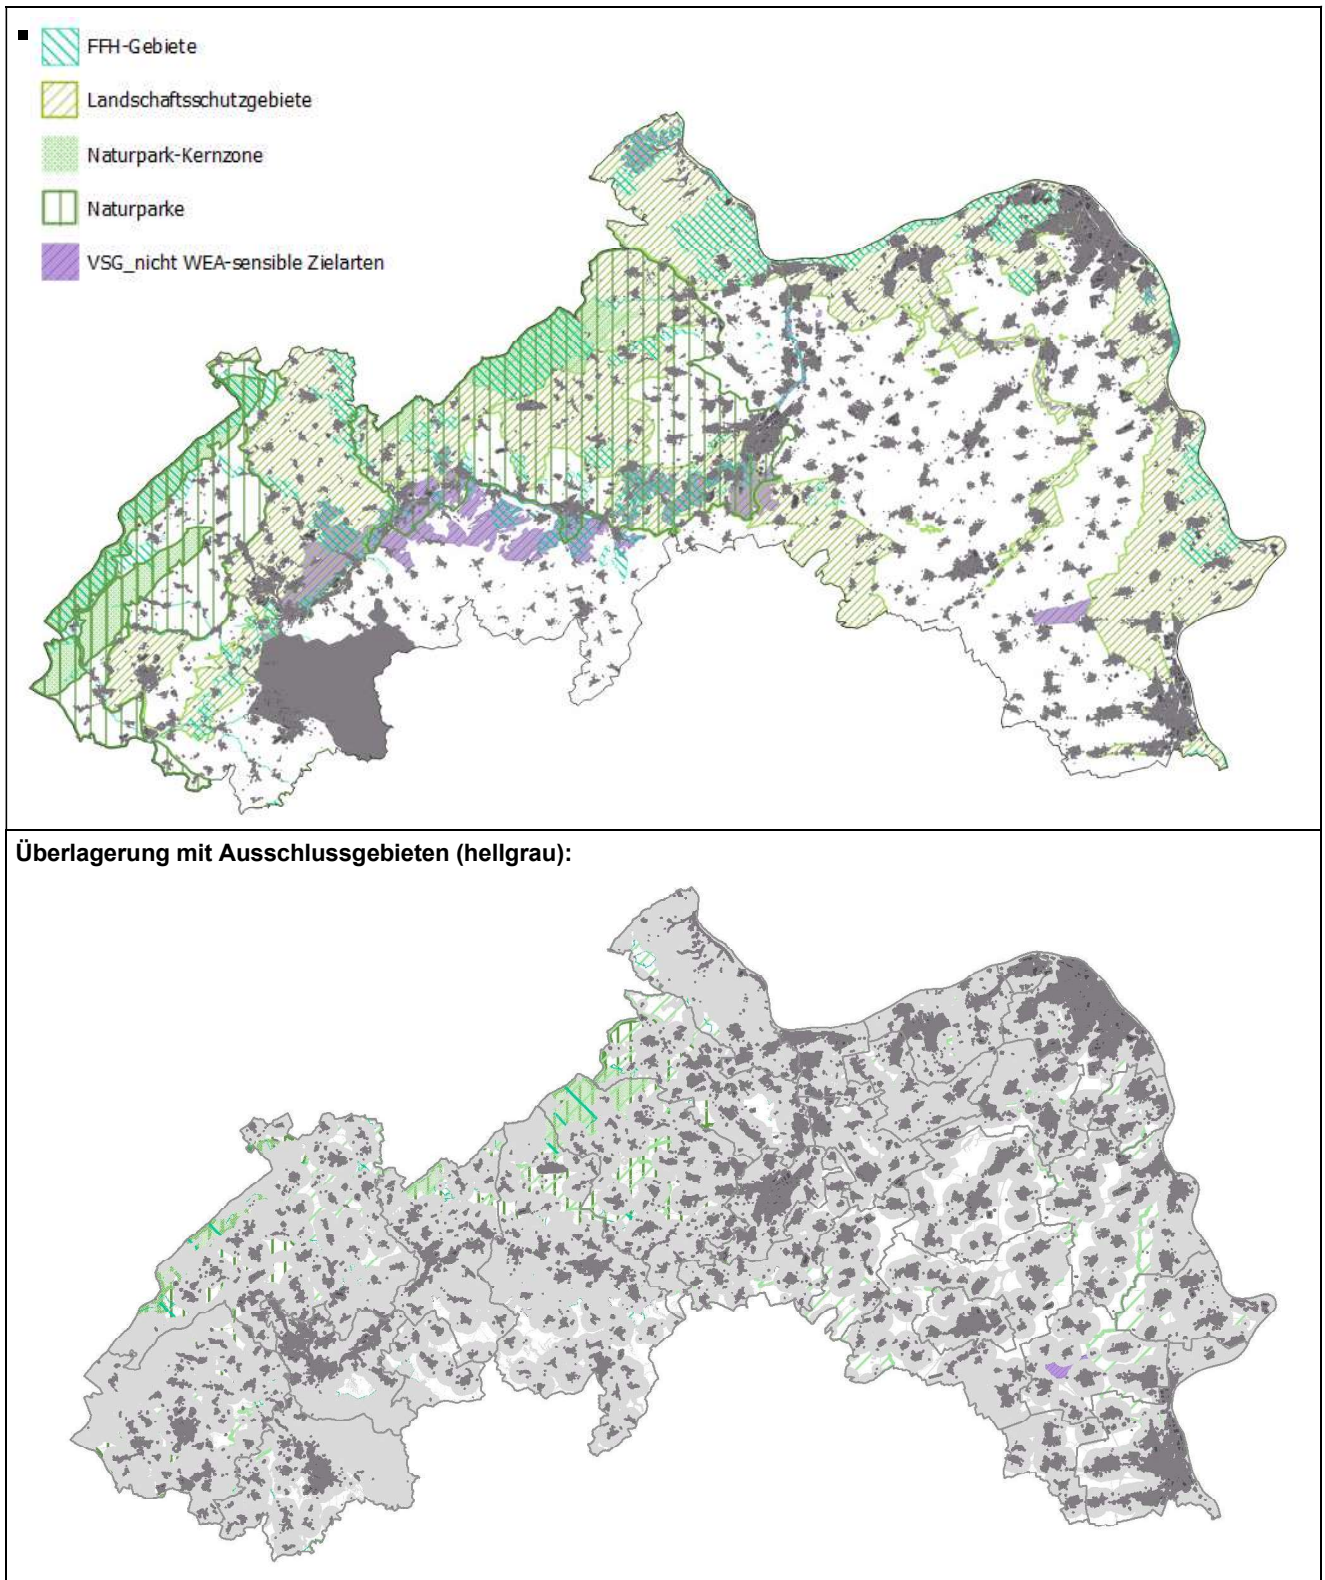 FFH-Gebiete
Landschaftsschutzgebiete
Naturpark-Kernzone
Naturparke
VSG_nicht WEA-sensible Zielarten
Überlagerung mit Ausschlussgebieten (hellgrau):